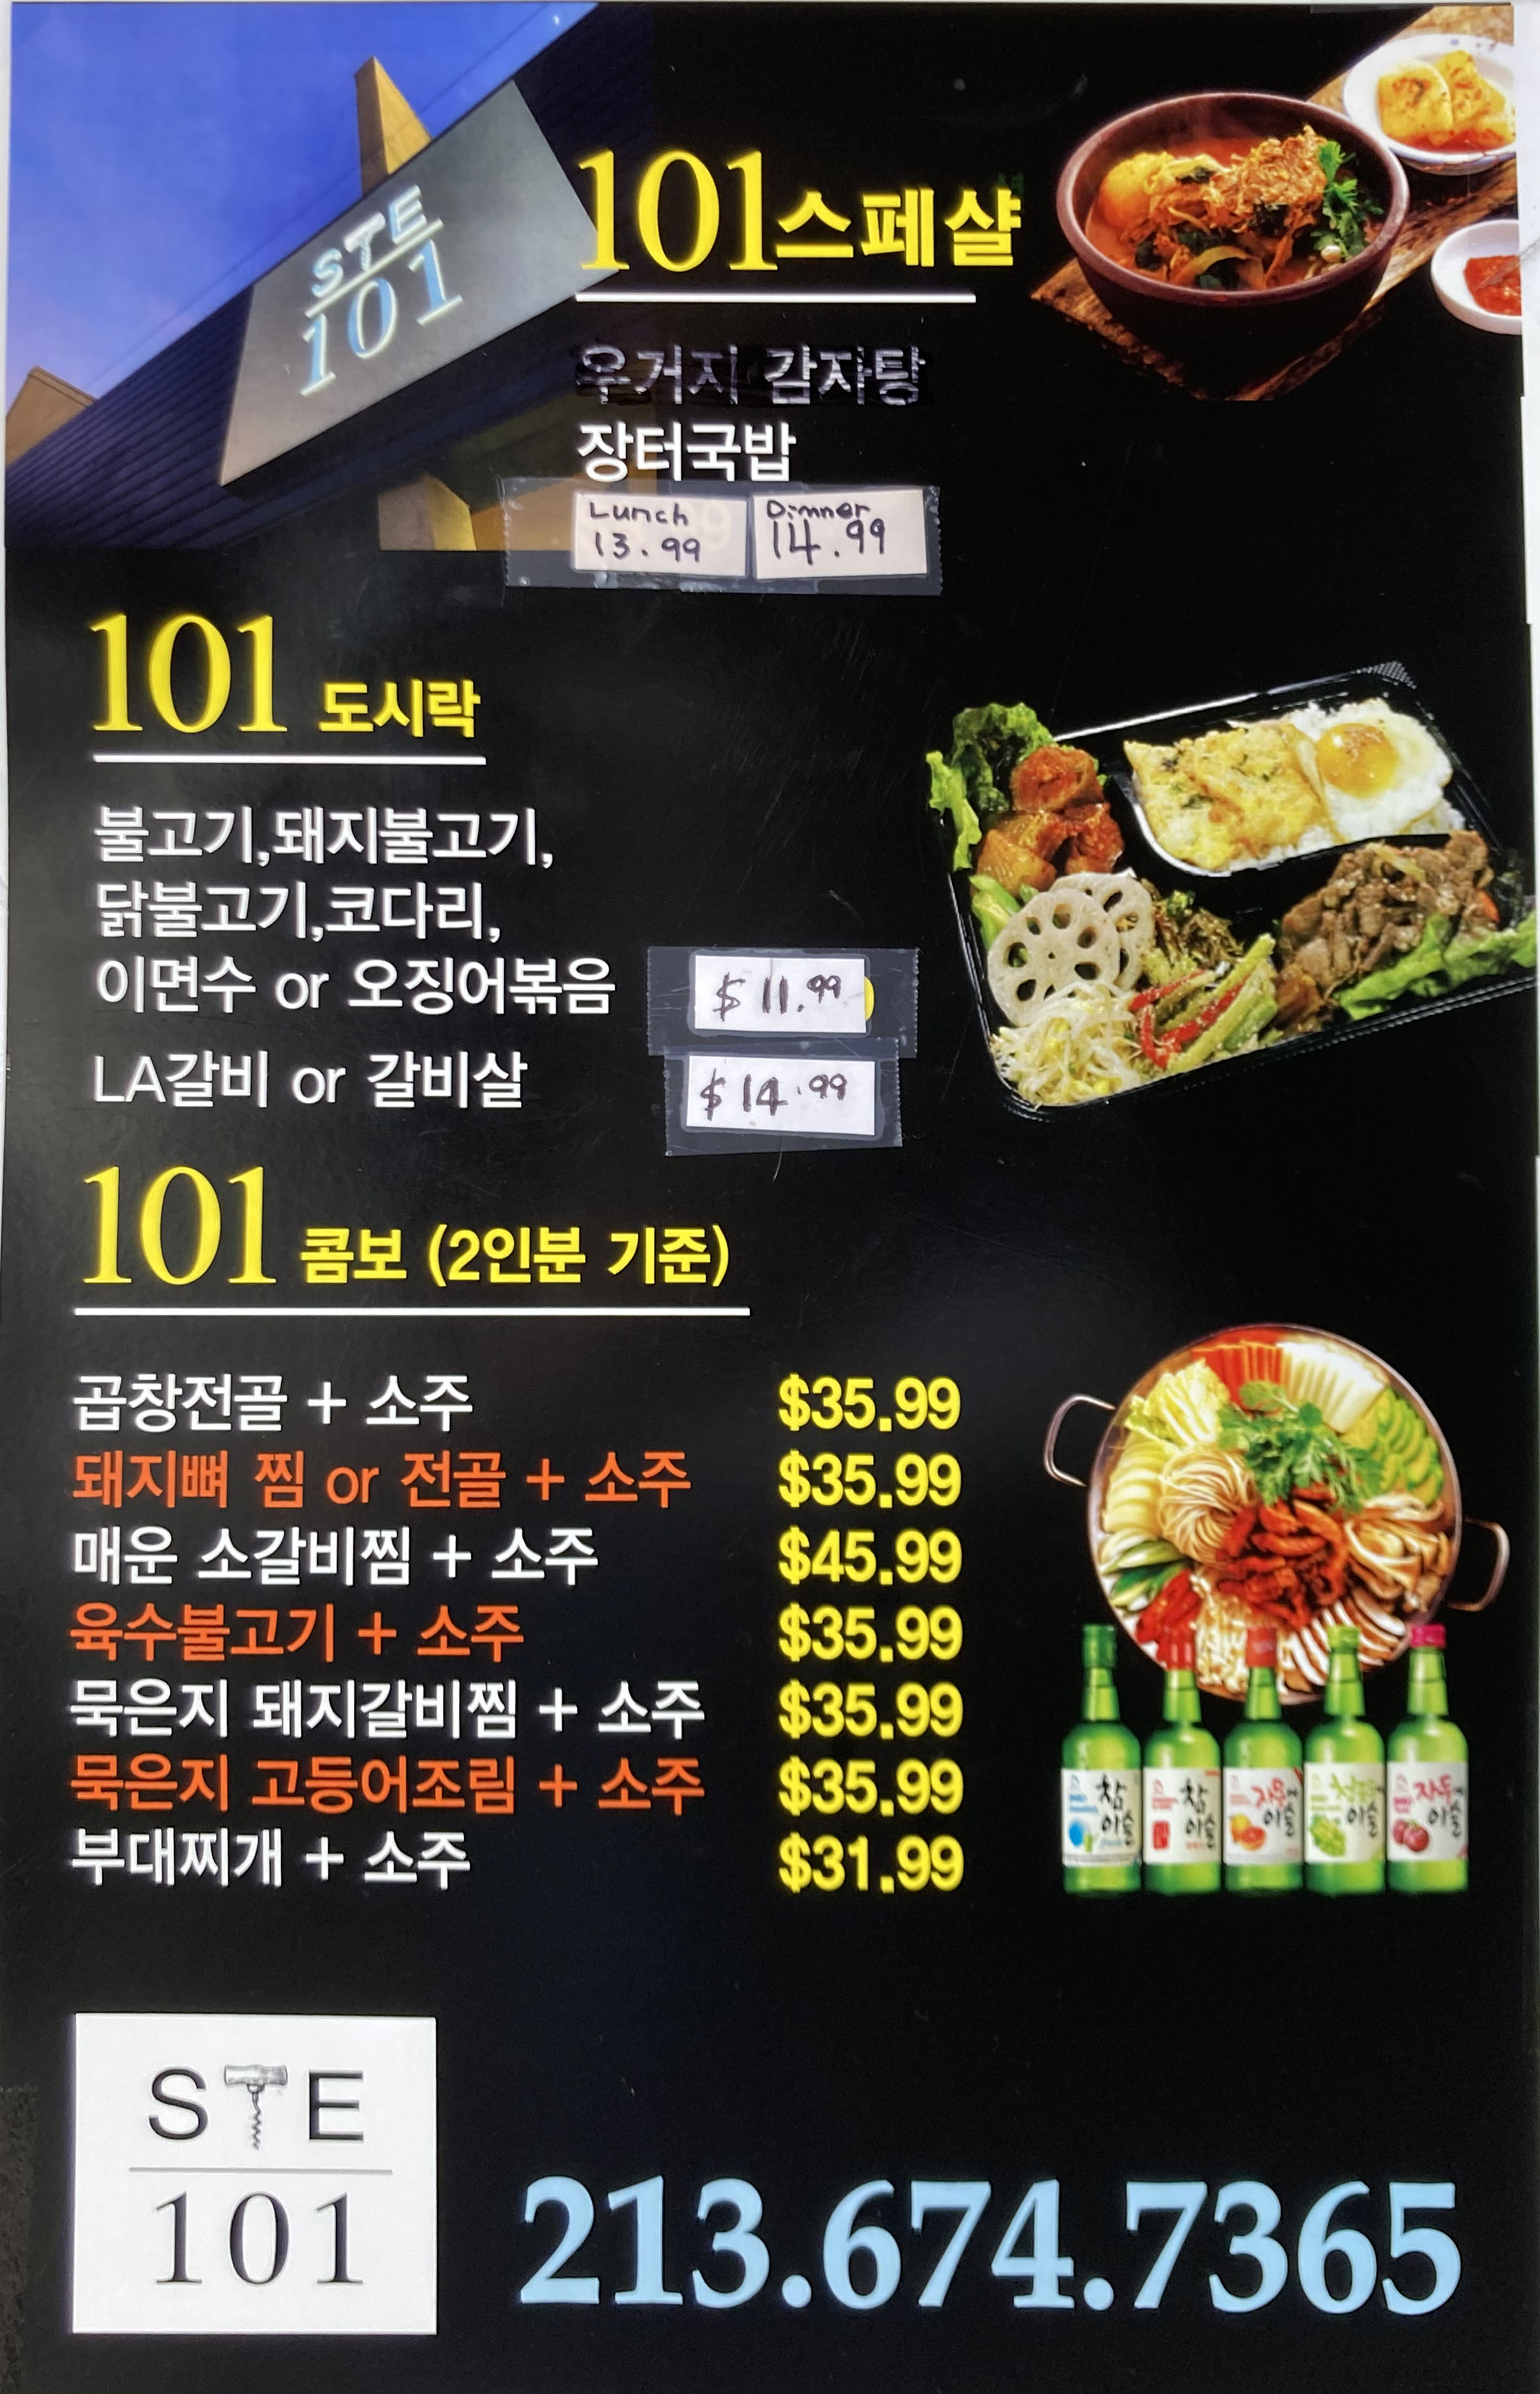 STE
101
101스페샬
우거지 감자탕
장터국밥
Lunch
13.99
Dinner
14.99
101 도시락
불고기,돼지불고기,
닭불고기,코다리,
이면수 or 오징어볶음
$11.99
LA갈비 or 갈비살
$14.99
101 콤보 (2인분 기준)
곱창전골 + 소주 $35.99
돼지뼈 찜 or 전골 + 소주 $35.99
매운 소갈비찜 + 소주 $45.99
육수불고기 + 소주 $35.99
묵은지 돼지갈비찜 + 소주 $35.99
묵은지 고등어조림 + 소주 $35.99
부대찌개 + 소주 $31.99
참이슬
참이슬
자몽에이슬
청포도에이슬
자두에이슬
STE
101
213.674.7365